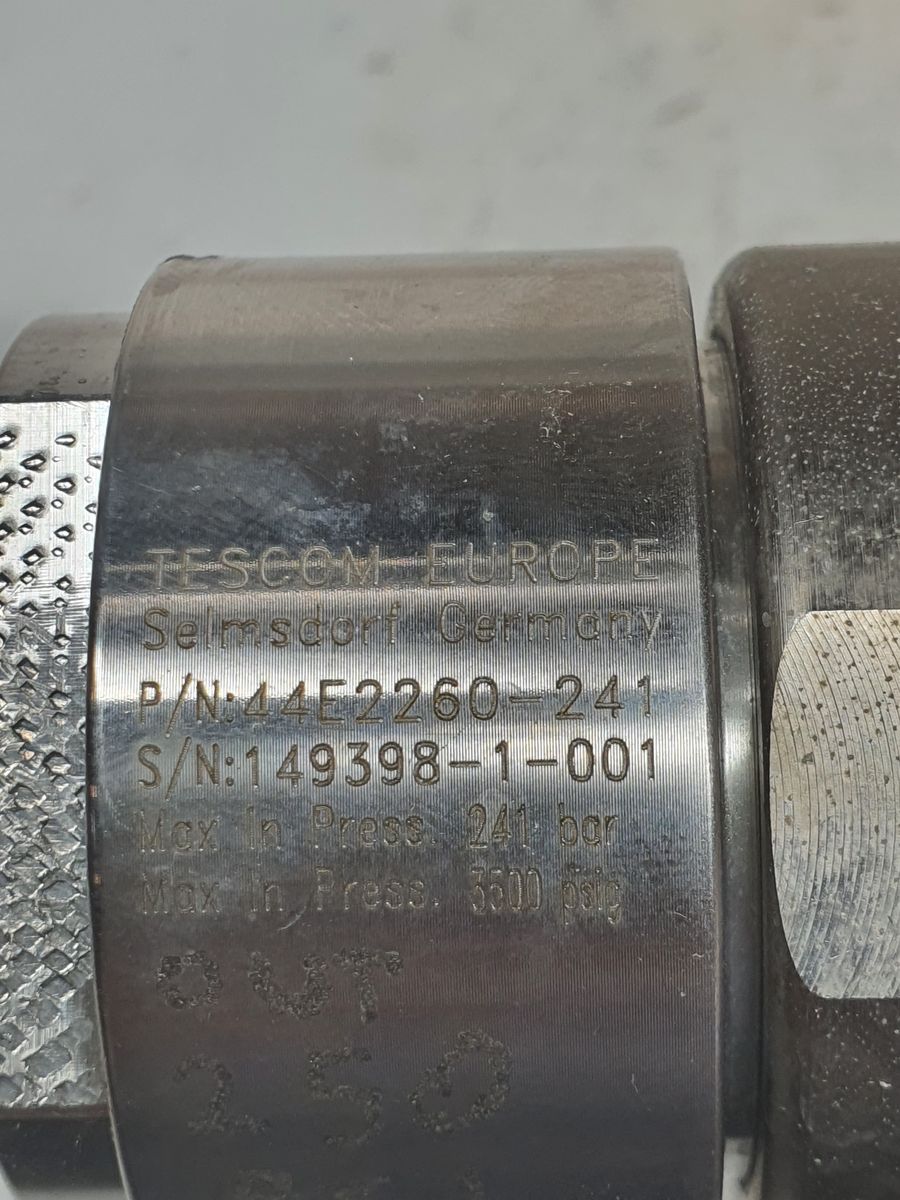 TESCOM EUROPE
Selmsdorf Germany
P/N:44E2260-241
S/N:149398-1-001
Max In Press. 241 bar
Max In Press. 3500 psig
OUT
250